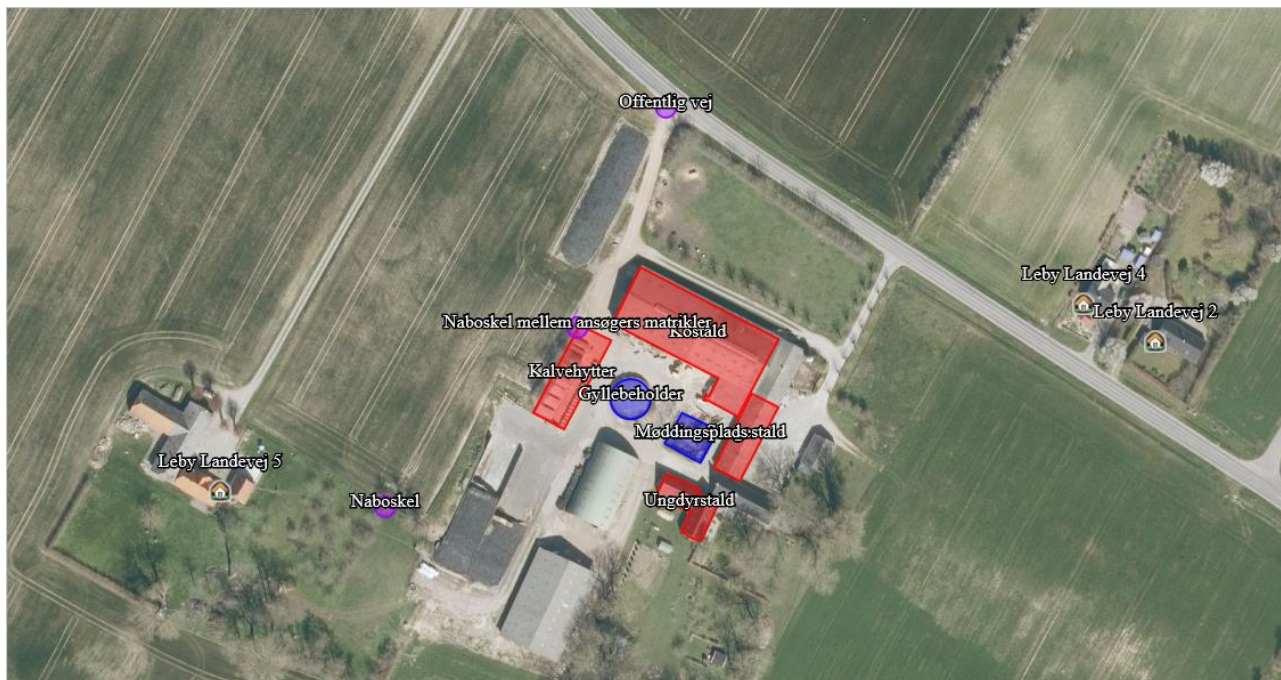 Offentlig vej
Leby Landevej 4
Leby Landevej 2
Naboskel mellem ansøgers matrikler
Kostald
Kalvehytter
Gyllebeholder
Møddingsplads
stald
Leby Landevej 5
Naboskel
Ungdyrstald